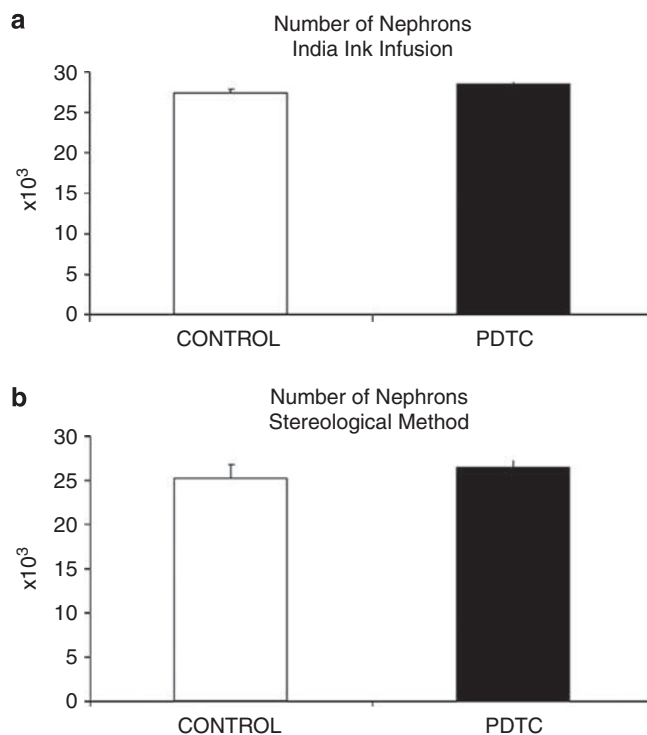 a
Number of Nephrons
India Ink Infusion
30
25
20
15
10
5
0
x10³
CONTROL PDTC
b
Number of Nephrons
Stereological Method
30
25
20
15
10
5
0
x10³
CONTROL PDTC